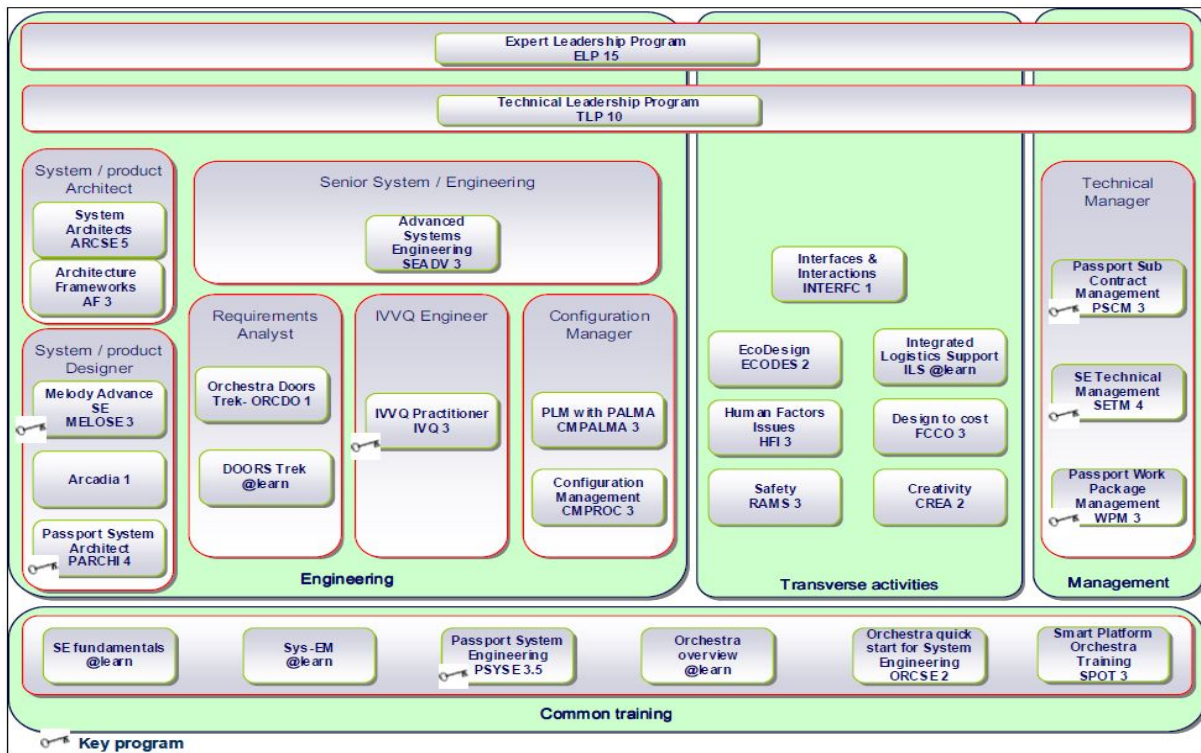 Expert Leadership Program
ELP 15
Technical Leadership Program
TLP 10
System / product
Architect
System
Architects
ARCSE 5
Architecture
Frameworks
AF 3
System / product
Designer
Melody Advance
SE
MELOSE 3
Arcadia 1
Passport System
Architect
PARCHI 4
Senior System / Engineering
Advanced
Systems
Engineering
SEADV 3
Requirements
Analyst
Orchestra Doors
Trek- ORCDO 1
DOORS Trek
@learn
IVVQ Engineer
IVVQ Practitioner
IVQ 3
Configuration
Manager
PLM with PALMA
CMPALMA 3
Configuration
Management
CMPROC 3
Engineering
Interfaces &
Interactions
INTERFC 1
EcoDesign
ECODES 2
Integrated
Logistics Support
ILS @learn
Human Factors
Issues
HFI 3
Design to cost
FCCO 3
Safety
RAMS 3
Creativity
CREA 2
Transverse activities
Technical
Manager
Passport Sub
Contract
Management
PSCM 3
SE Technical
Management
SETM 4
Passport Work
Package
Management
WPM 3
Management
SE fundamentals
@learn
Sys-EM
@learn
Passport System
Engineering
PSYSE 3.5
Orchestra
overview
@learn
Orchestra quick
start for System
Engineering
ORCSE 2
Smart Platform
Orchestra
Training
SPOT 3
Common training
Key program